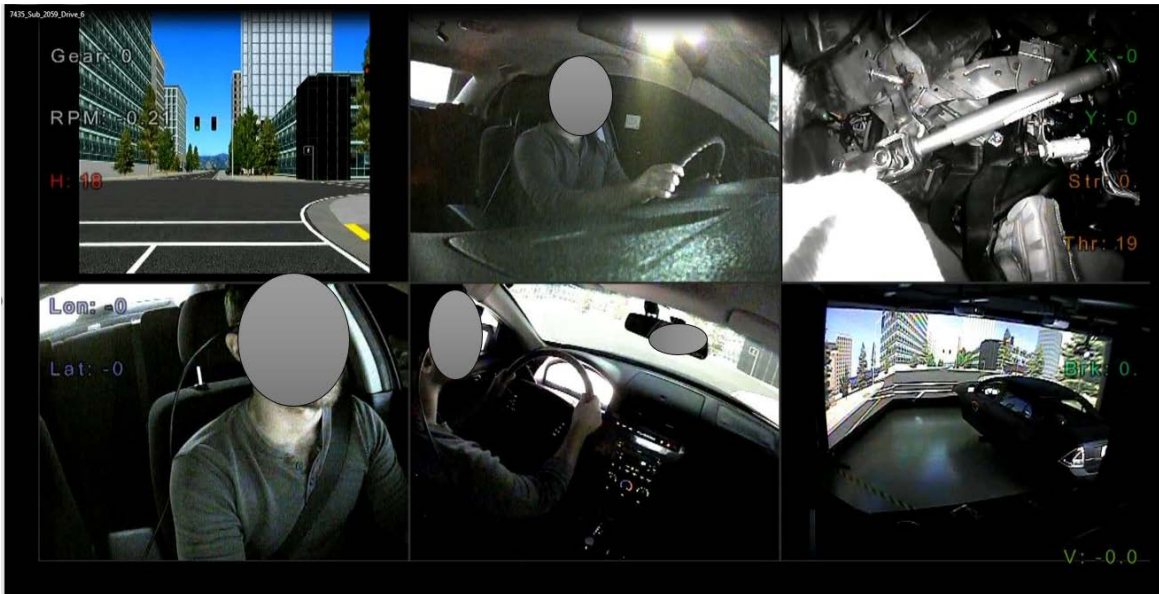 7435_Sub_2059_Drive_6
Gear: 0
X: -0
RPM: -0.21
Y: -0
H: 18
Str: 0.
Thr: 19
Lon: -0
Lat: -0
Brk: 0.
V: -0.0